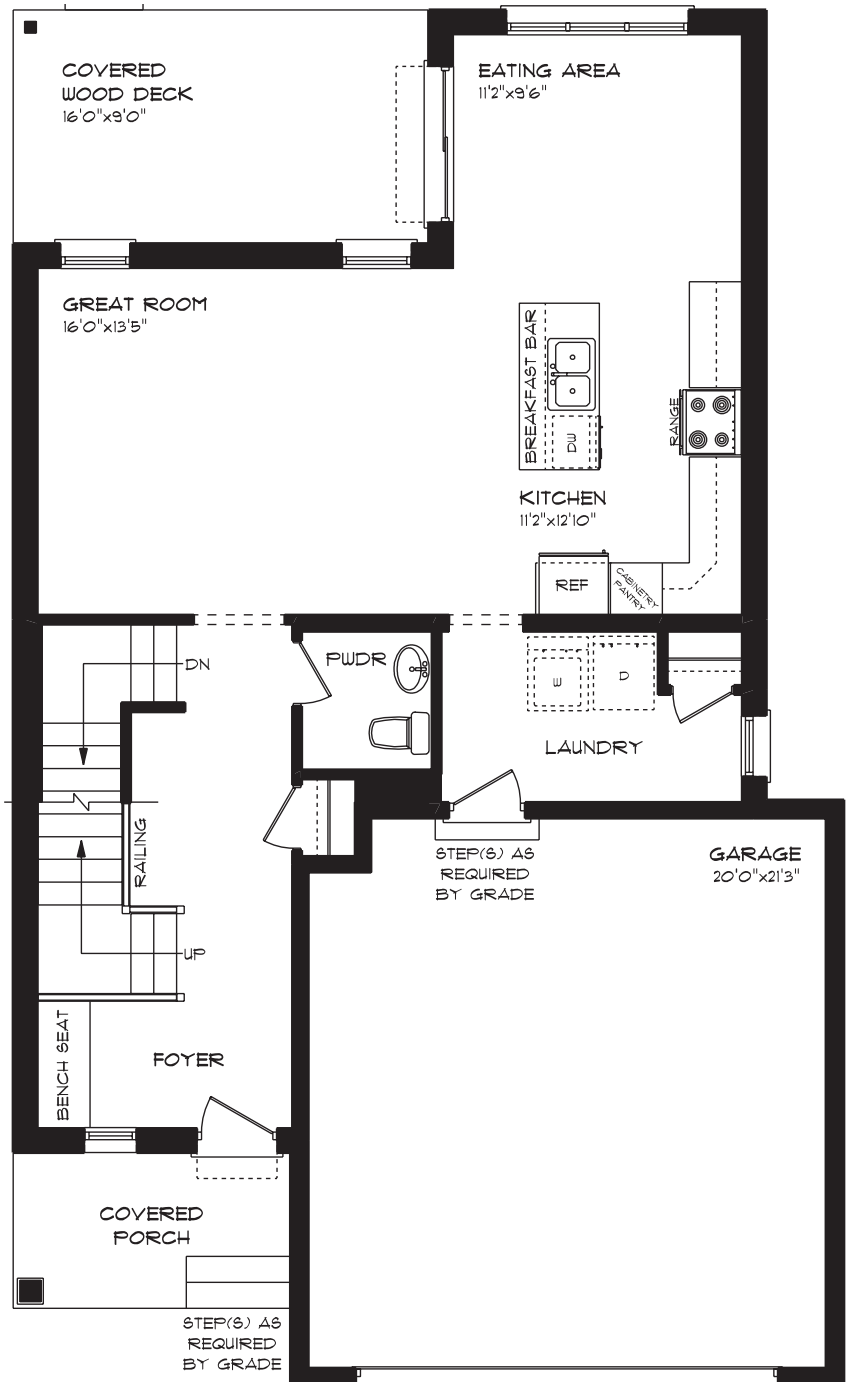 COVERED
WOOD DECK
16'0"x9'0"
EATING AREA
11'2"x9'6"
GREAT ROOM
16'0"x13'5"
BREAKFAST BAR
DW
RANGE
KITCHEN
11'2"x12'10"
REF
CABINETRY
PANTRY
DN
PWDR
W
D
LAUNDRY
RAILING
STEP(S) AS
REQUIRED
BY GRADE
GARAGE
20'0"x21'3"
UP
BENCH SEAT
FOYER
COVERED
PORCH
STEP(S) AS
REQUIRED
BY GRADE